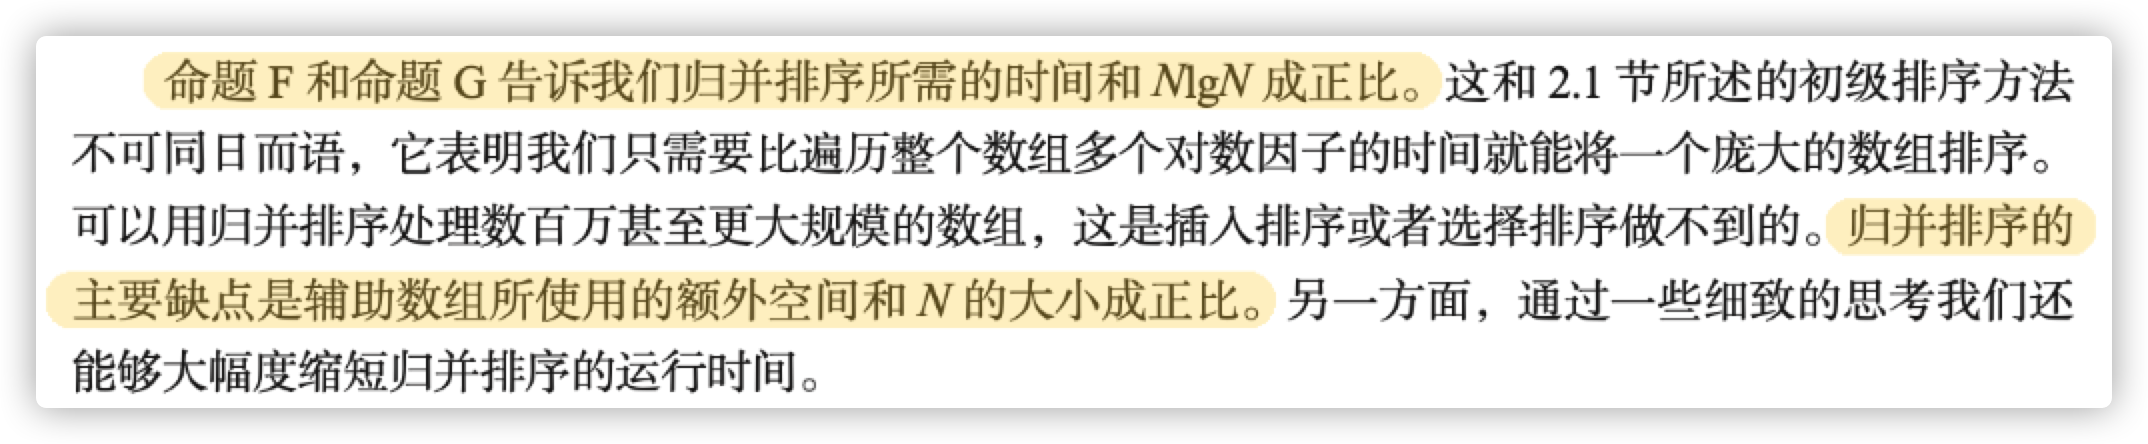 命题 F 和命题 G 告诉我们归并排序所需的时间和 NlgN 成正比。这和 2.1 节所述的初级排序方法
不可同日而语，它表明我们只需要比遍历整个数组多个对数因子的时间就能将一个庞大的数组排序。
可以用归并排序处理数百万甚至更大规模的数组，这是插入排序或者选择排序做不到的。归并排序的
主要缺点是辅助数组所使用的额外空间和 N 的大小成正比。另一方面，通过一些细致的思考我们还
能够大幅度缩短归并排序的运行时间。